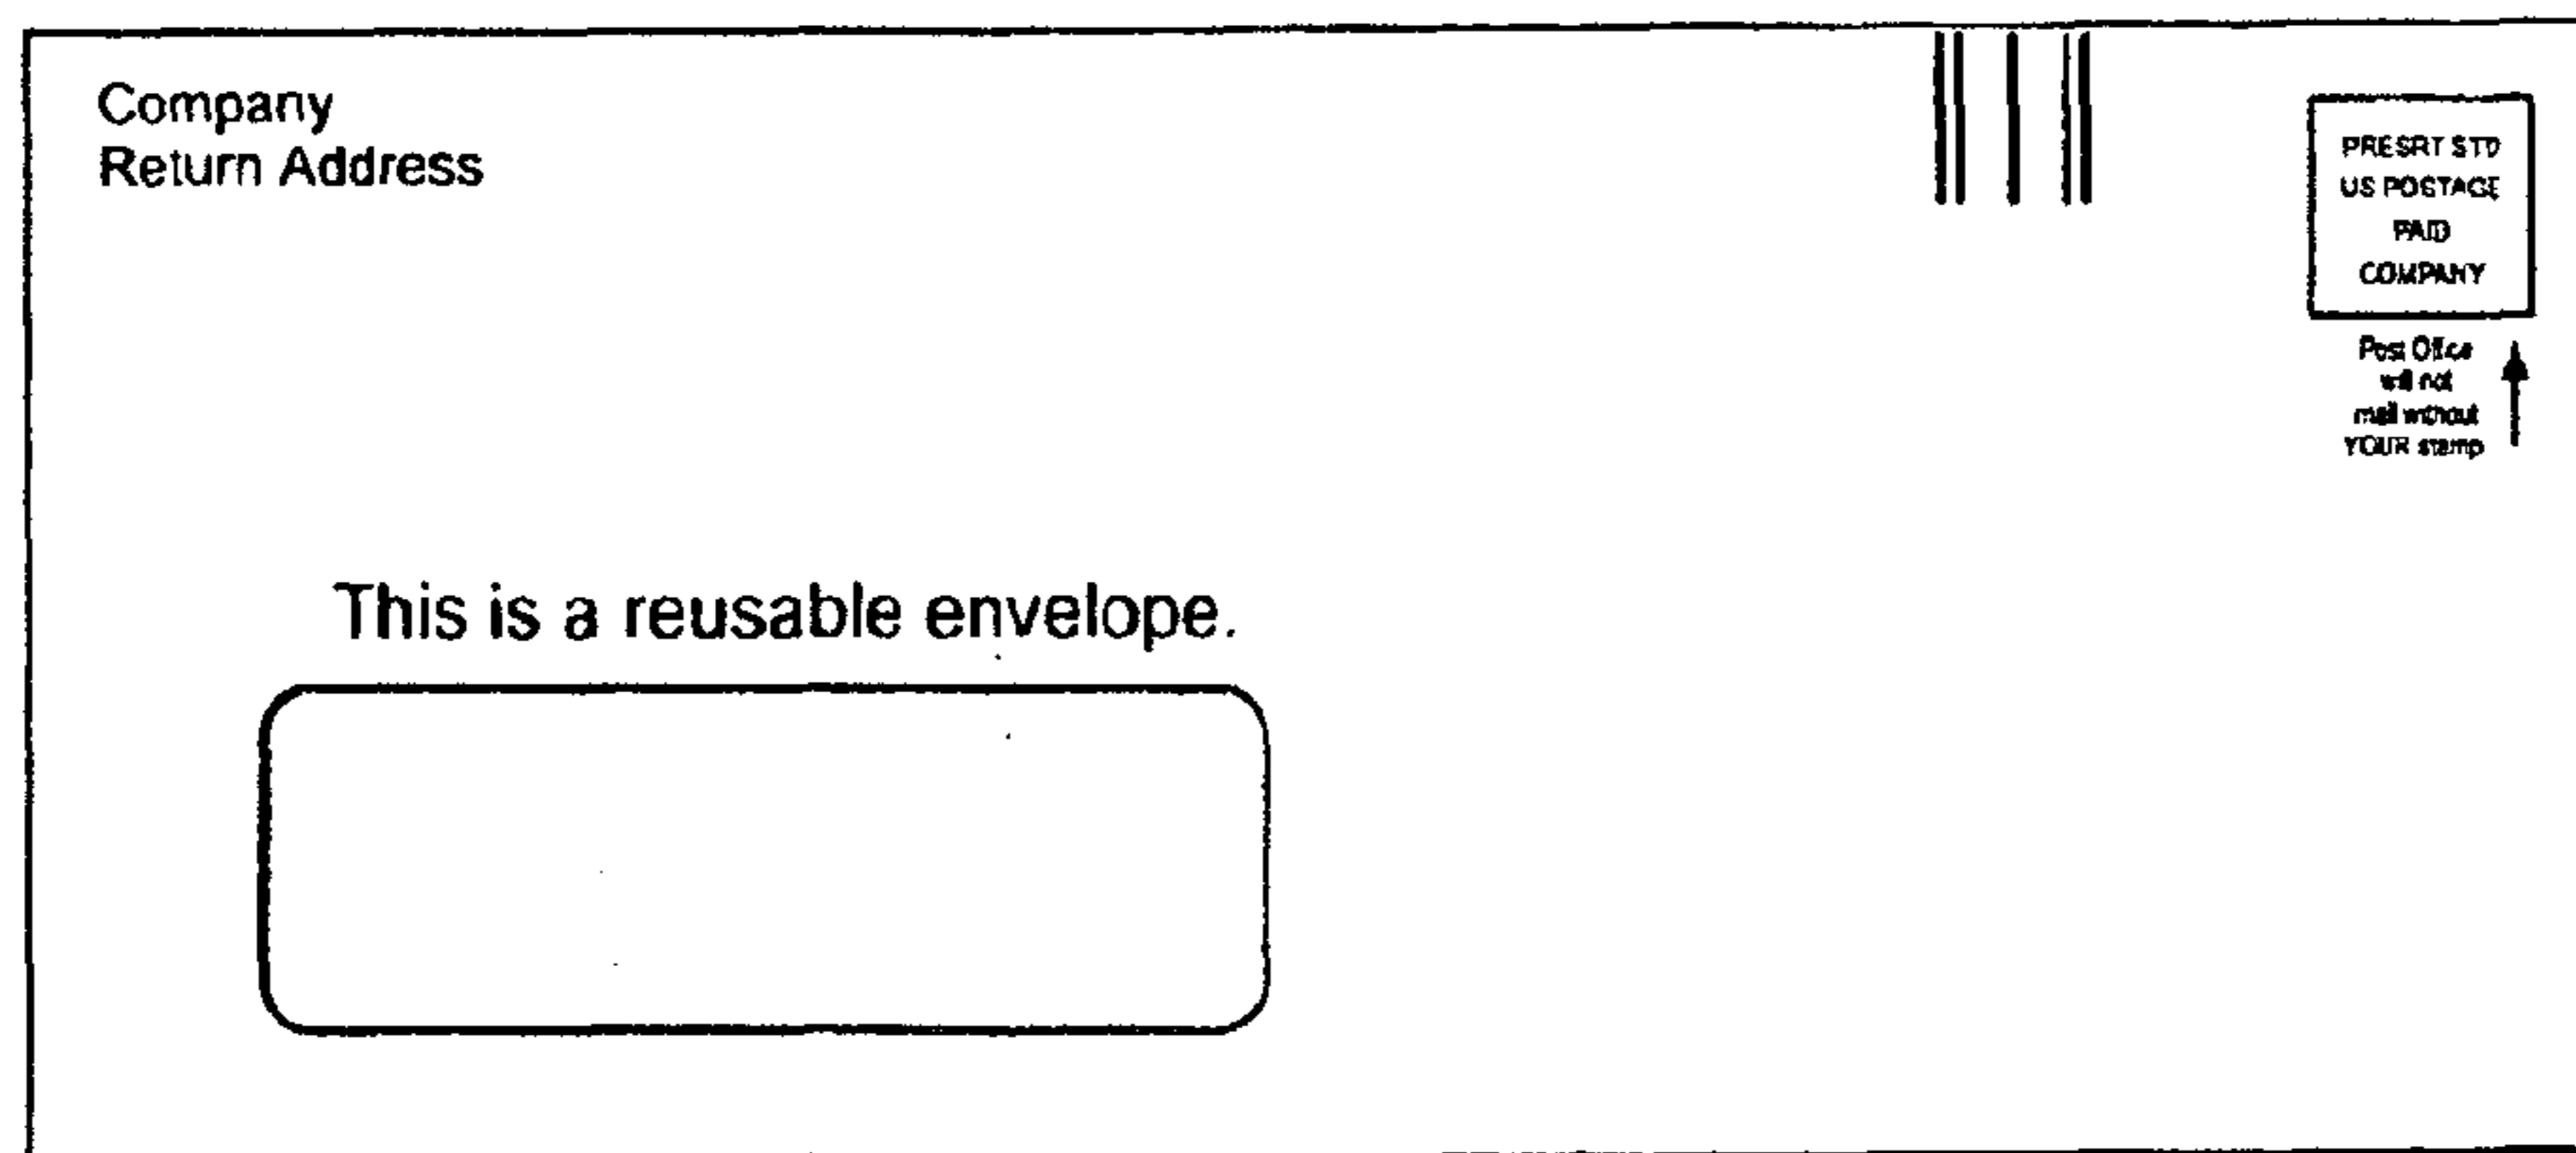 Company
Return Address
PRESRT STD
US POSTAGE
PAID
COMPANY
Post Office
will not
mail without
YOUR stamp
This is a reusable envelope.